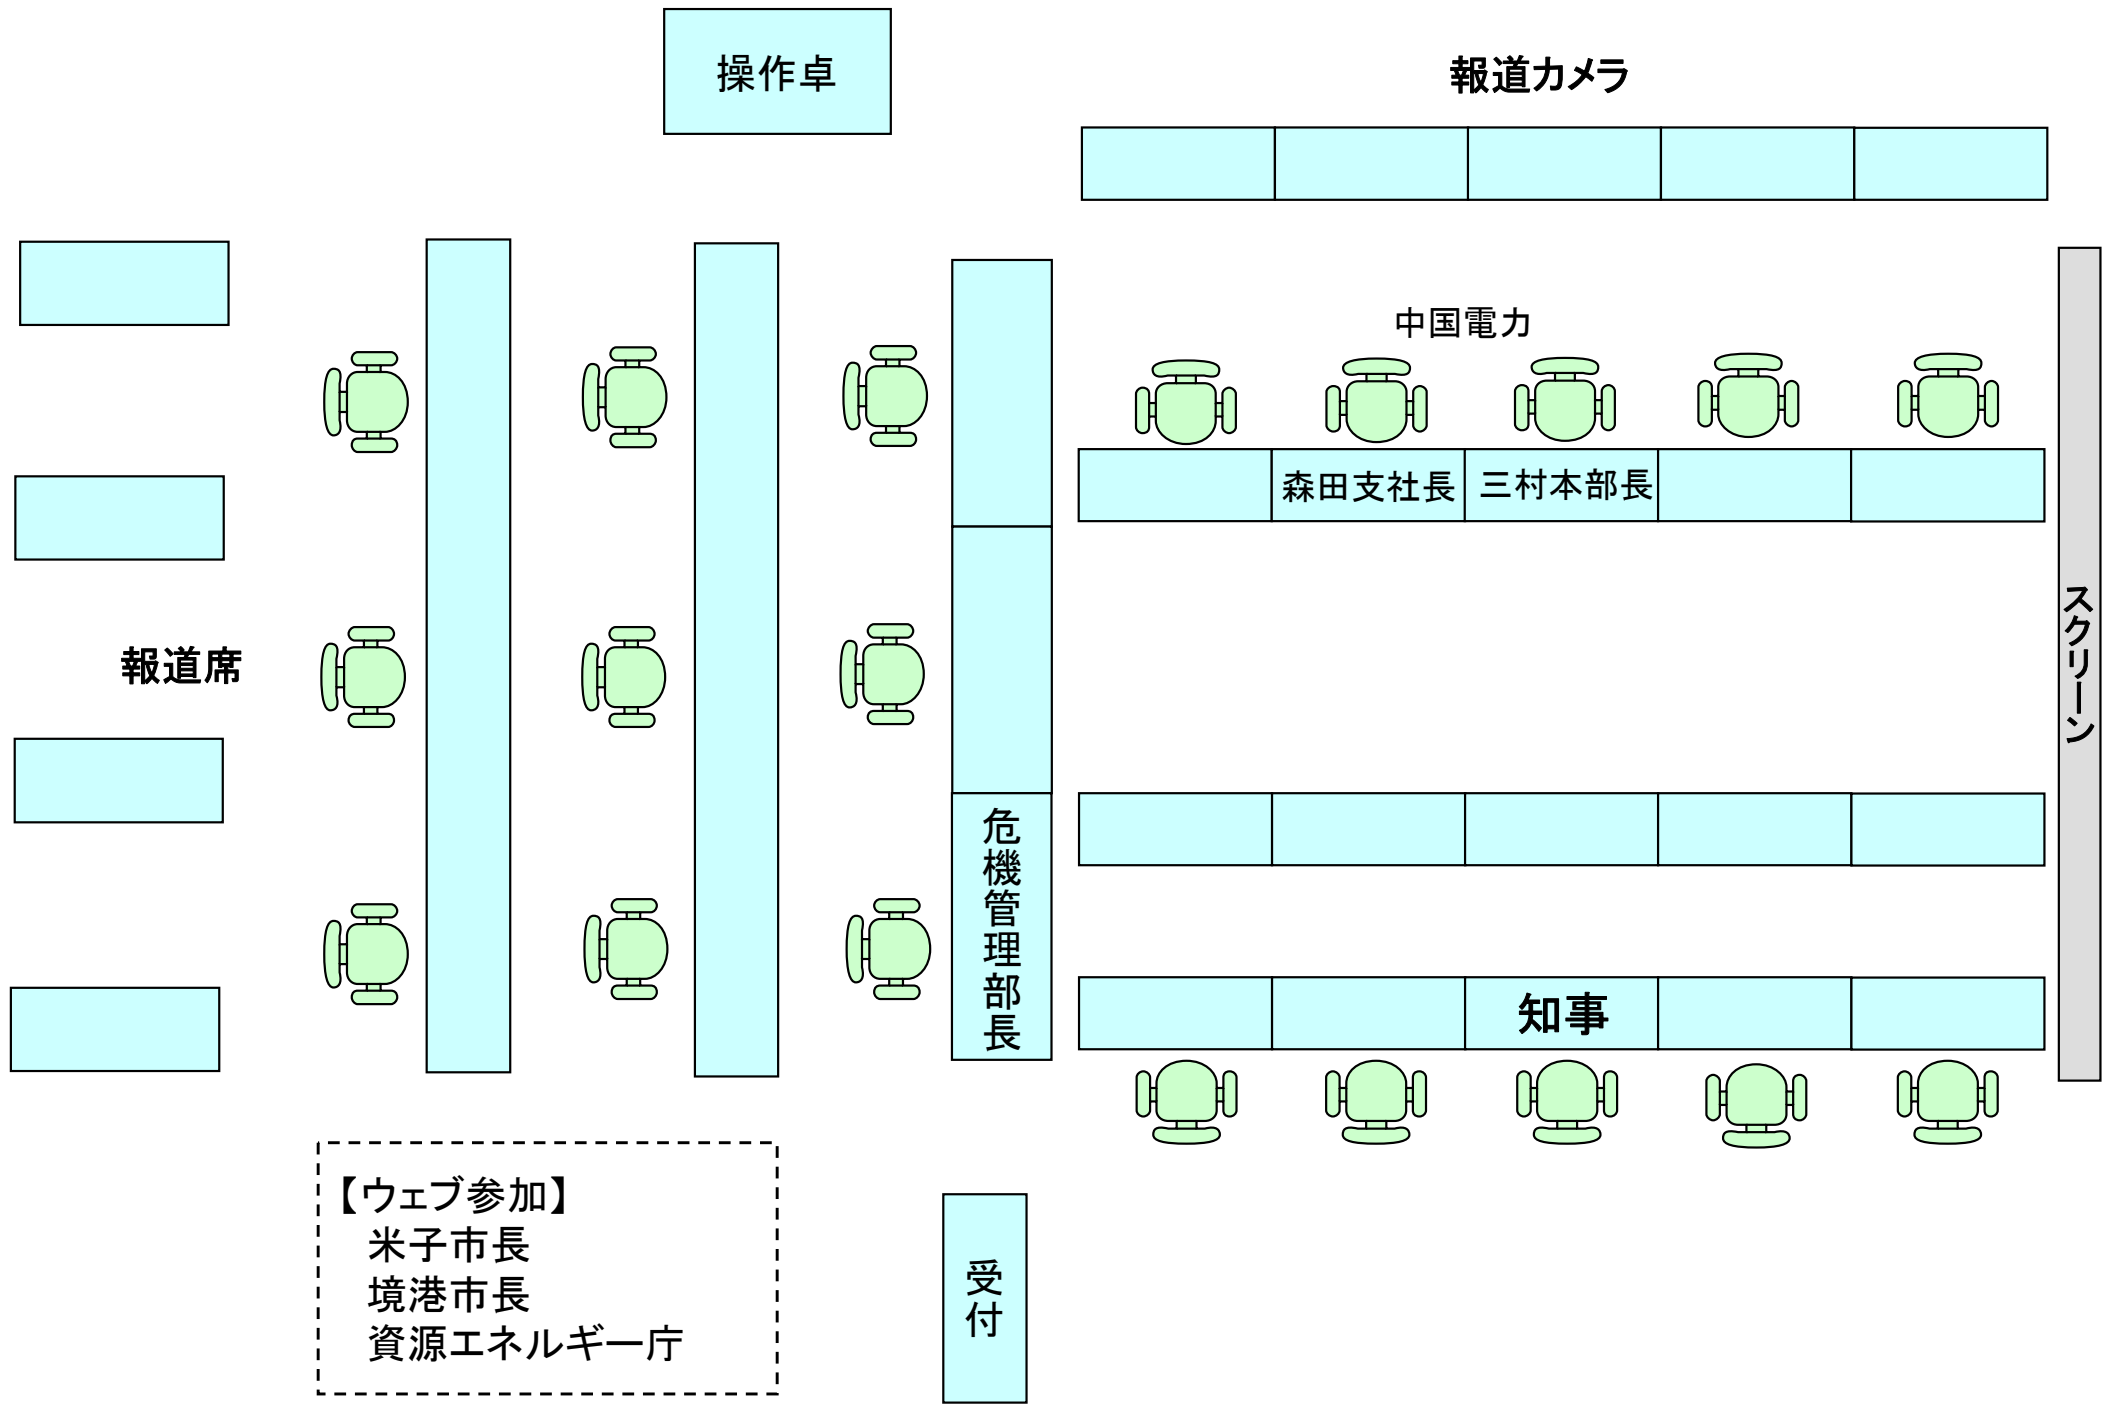 操作卓
報道カメラ
中国電力
森田支社長
三村本部長
スクリーン
報道席
危機管理部長
知事
【ウェブ参加】
米子市長
境港市長
資源エネルギー庁
受付